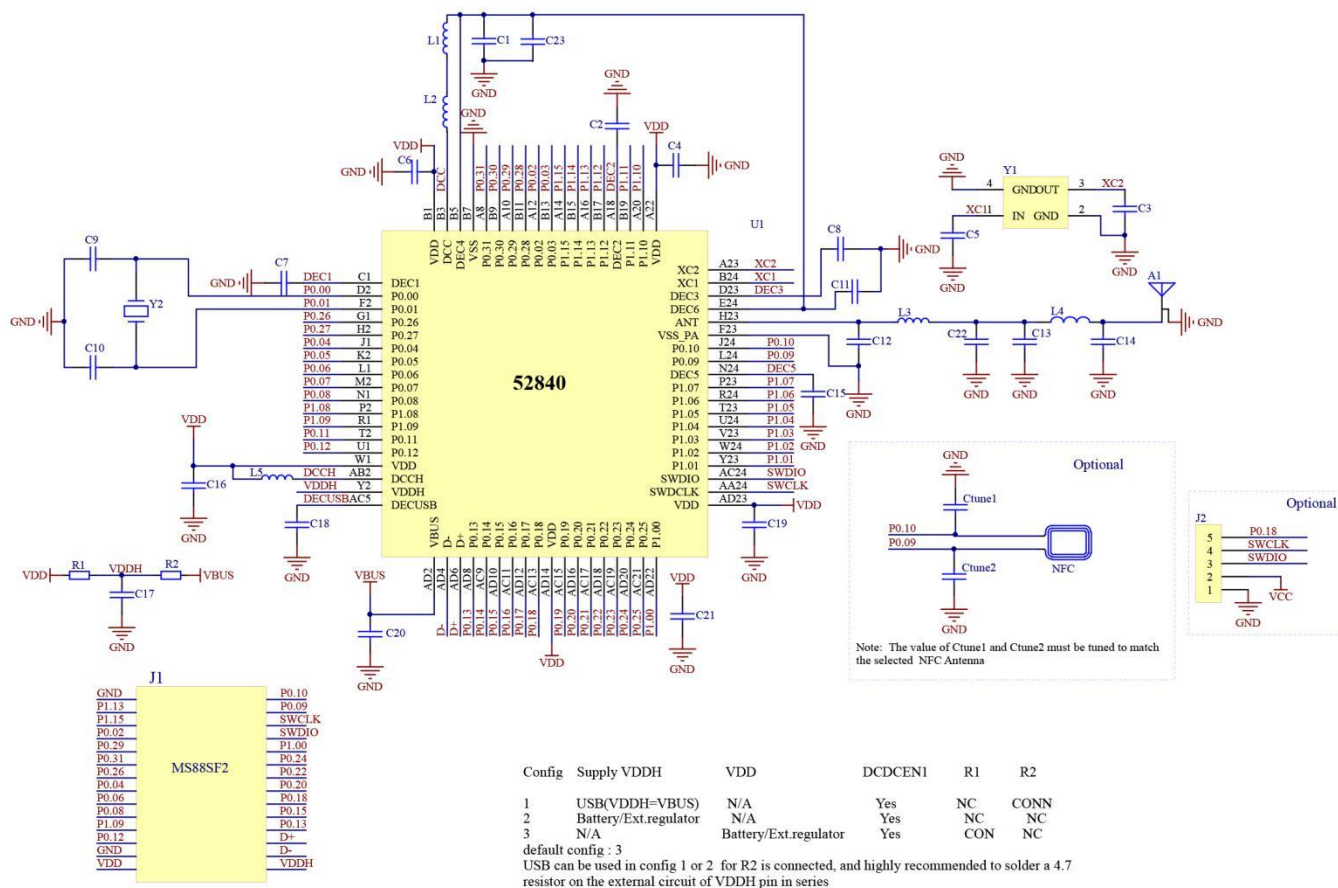 L1
C1
C23
GND
L2
GND
GND
C2
VDD
VDD
C6
C4
GND
GND
DCC
P0.31
P0.30
P0.29
P0.28
P0.02
P0.03
P1.15
P1.14
P1.13
P1.12
DEC2
P1.11
P1.10
B1
B3
B5
B7
A8
B9
A10
B11
A12
B13
A14
B15
A16
B17
A18
B19
A20
A22
VDD
DCC
DEC4
VSS
P0.31
P0.30
P0.29
P0.28
P0.02
P0.03
P1.15
P1.14
P1.13
P1.12
DEC2
P1.11
P1.10
VDD
U1
52840
C9
C10
Y2
GND
GND
C7
DEC1 C1 DEC1
P0.00 D2 P0.00
P0.01 F2 P0.01
P0.26 G1 P0.26
P0.27 H2 P0.27
P0.04 J1 P0.04
P0.05 K2 P0.05
P0.06 L1 P0.06
P0.07 M2 P0.07
P0.08 N1 P0.08
P1.08 P2 P1.08
P1.09 R1 P1.09
P0.11 T2 P0.11
P0.12 U1 P0.12
W1 VDD
DCCH AB2 DCCH
VDDH Y2 VDDH
DECUSB AC5 DECUSB
VDD
L5
C16
GND
C18
GND
XC2 A23 XC2
XC1 B24 XC1
DEC3 D23 DEC3
DEC6 E24
ANT H23
VSS_PA F23
P0.10 J24 P0.10
P0.09 L24 P0.09
DEC5 N24 DEC5
P1.07 P23 P1.07
P1.06 R24 P1.06
P1.05 T23 P1.05
P1.04 U24 P1.04
P1.03 V23 P1.03
P1.02 W24 P1.02
P1.01 Y23 P1.01
SWDIO AC24 SWDIO
SWDCLK AA24 SWCLK
VDD AD23 VDD
C8
C11
GND
C19
GND
C15
GND
C12
GND
L3
C22
GND
C13
GND
L4
C14
GND
A1
GND
GND
Y1
4 GND OUT 3 XC2
XC11 IN GND 2
C5
GND
C3
GND
VBUS
D-
D+
P0.13
P0.14
P0.15
P0.16
P0.17
P0.18
VDD
P0.19
P0.20
P0.21
P0.22
P0.23
P0.24
P0.25
P1.00
AD2
AD4
AD6
AD8
AC9
AD10
AC11
AD12
AC13
AD14
AC15
AD16
AC17
AD18
AC19
AD20
AC21
AD22
D-
D+
P0.13
P0.14
P0.15
P0.16
P0.17
P0.18
P0.19
P0.20
P0.21
P0.22
P0.23
P0.24
P0.25
P1.00
VDD
VBUS
C20
GND
VDD
C21
GND
VDD R1 VDDH R2 VBUS
C17
GND
Optional
GND
Ctune1
P0.10
P0.09
NFC
Ctune2
GND
Note: The value of Ctune1 and Ctune2 must be tuned to match
the selected NFC Antenna
Optional
J2
5 P0.18
4 SWCLK
3 SWDIO
2
1
VCC
GND
J1
MS88SF2
GND P0.10
P1.13 P0.09
P1.15 SWCLK
P0.02 SWDIO
P0.29 P1.00
P0.31 P0.24
P0.26 P0.22
P0.04 P0.20
P0.06 P0.18
P0.08 P0.15
P1.09 P0.13
P0.12 D+
GND D-
VDD VDDH
Config Supply VDDH VDD DCDCEN1 R1 R2
1 USB(VDDH=VBUS) N/A Yes NC CONN
2 Battery/Ext.regulator N/A Yes NC NC
3 N/A Battery/Ext.regulator Yes CON NC
default config : 3
USB can be used in config 1 or 2 for R2 is connected, and highly recommended to solder a 4.7
resistor on the external circuit of VDDH pin in series